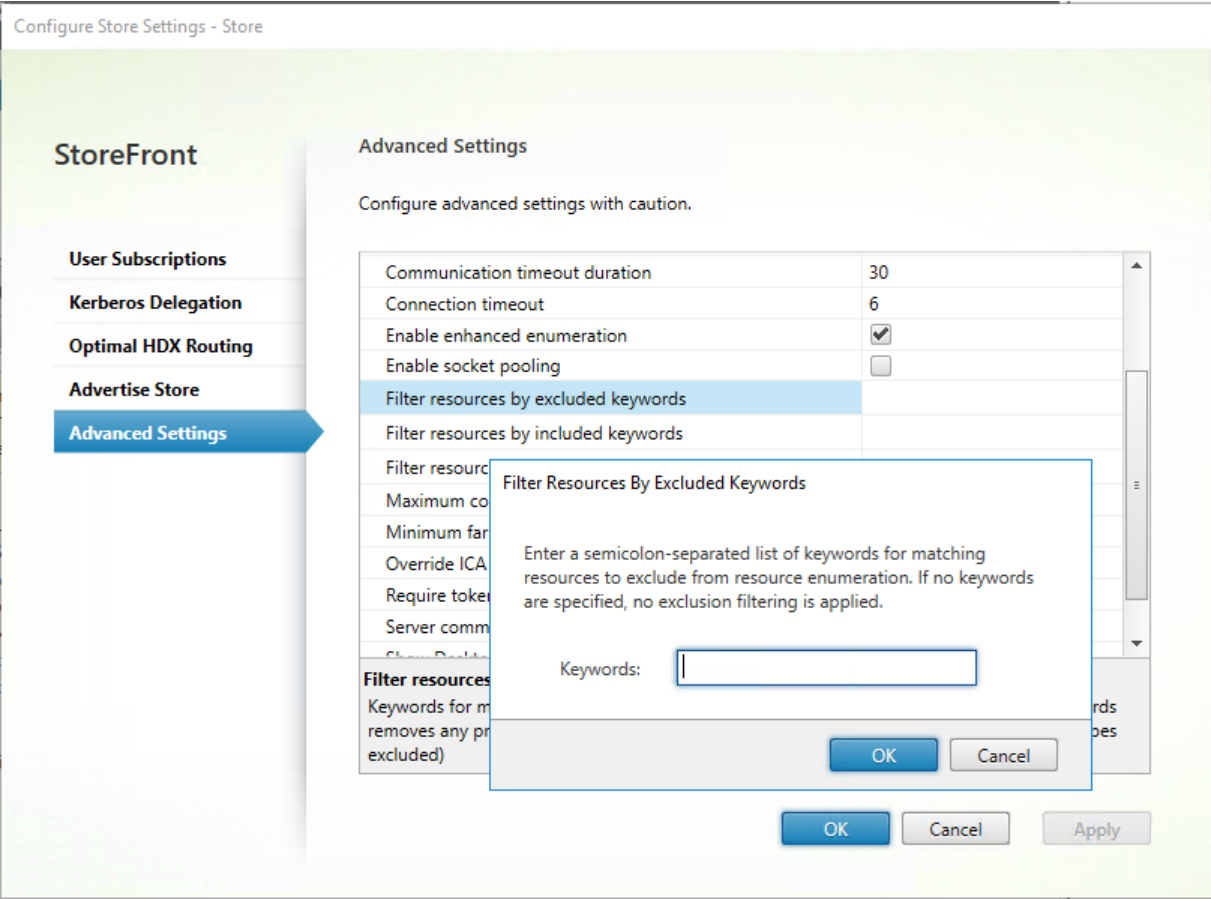 Configure Store Settings - Store
StoreFront
User Subscriptions
Kerberos Delegation
Optimal HDX Routing
Advertise Store
Advanced Settings
Advanced Settings
Configure advanced settings with caution.
Communication timeout duration 30
Connection timeout 6
Enable enhanced enumeration
Enable socket pooling
Filter resources by excluded keywords
Filter resources by included keywords
Filter resourc
Maximum co
Minimum far
Override ICA
Require toke
Server comm
Filter resources
Keywords for m rds
removes any pr pes
excluded)
Filter Resources By Excluded Keywords
Enter a semicolon-separated list of keywords for matching
resources to exclude from resource enumeration. If no keywords
are specified, no exclusion filtering is applied.
Keywords:
OK Cancel
OK Cancel Apply